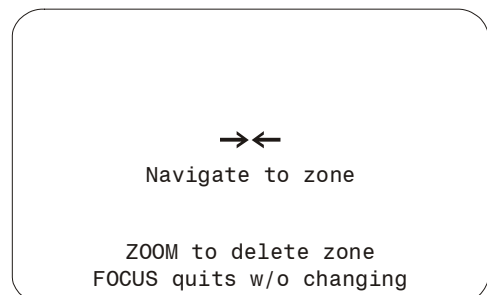 →←
Navigate to zone
ZOOM to delete zone
FOCUS quits w/o changing